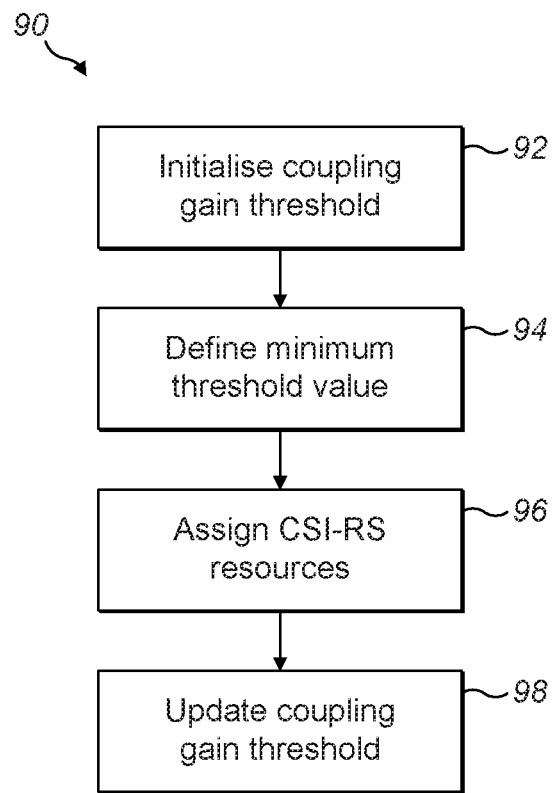 90
Initialise coupling
gain threshold
92
Define minimum
threshold value
94
Assign CSI-RS
resources
96
Update coupling
gain threshold
98